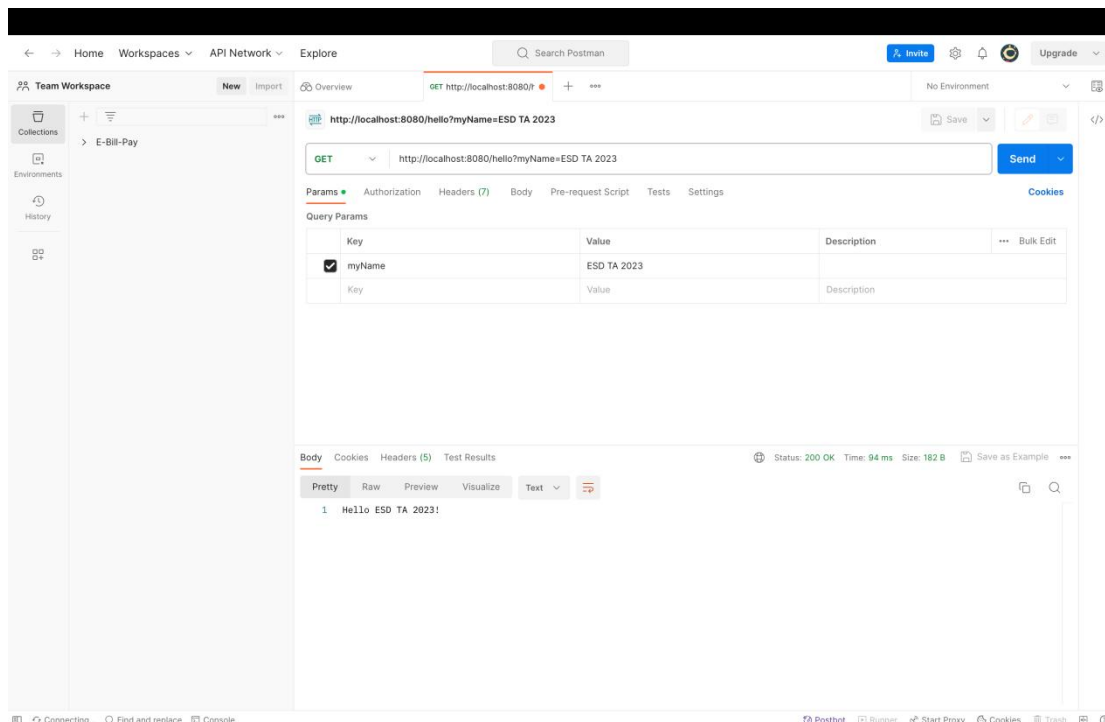 Home Workspaces API Network Explore Search Postman Invite Upgrade
Team Workspace New Import Overview GET http://localhost:8080/h No Environment
Collections
E-Bill-Pay
Environments
History
http://localhost:8080/hello?myName=ESD TA 2023 Save
GET http://localhost:8080/hello?myName=ESD TA 2023 Send
Params Authorization Headers (7) Body Pre-request Script Tests Settings Cookies
Query Params
Key Value Description Bulk Edit
myName ESD TA 2023
Key Value Description
Body Cookies Headers (5) Test Results Status: 200 OK Time: 94 ms Size: 182 B Save as Example
Pretty Raw Preview Visualize Text
1 Hello ESD TA 2023!
Connecting Find and replace Console Postbot Runner Start Proxy Cookies Trash